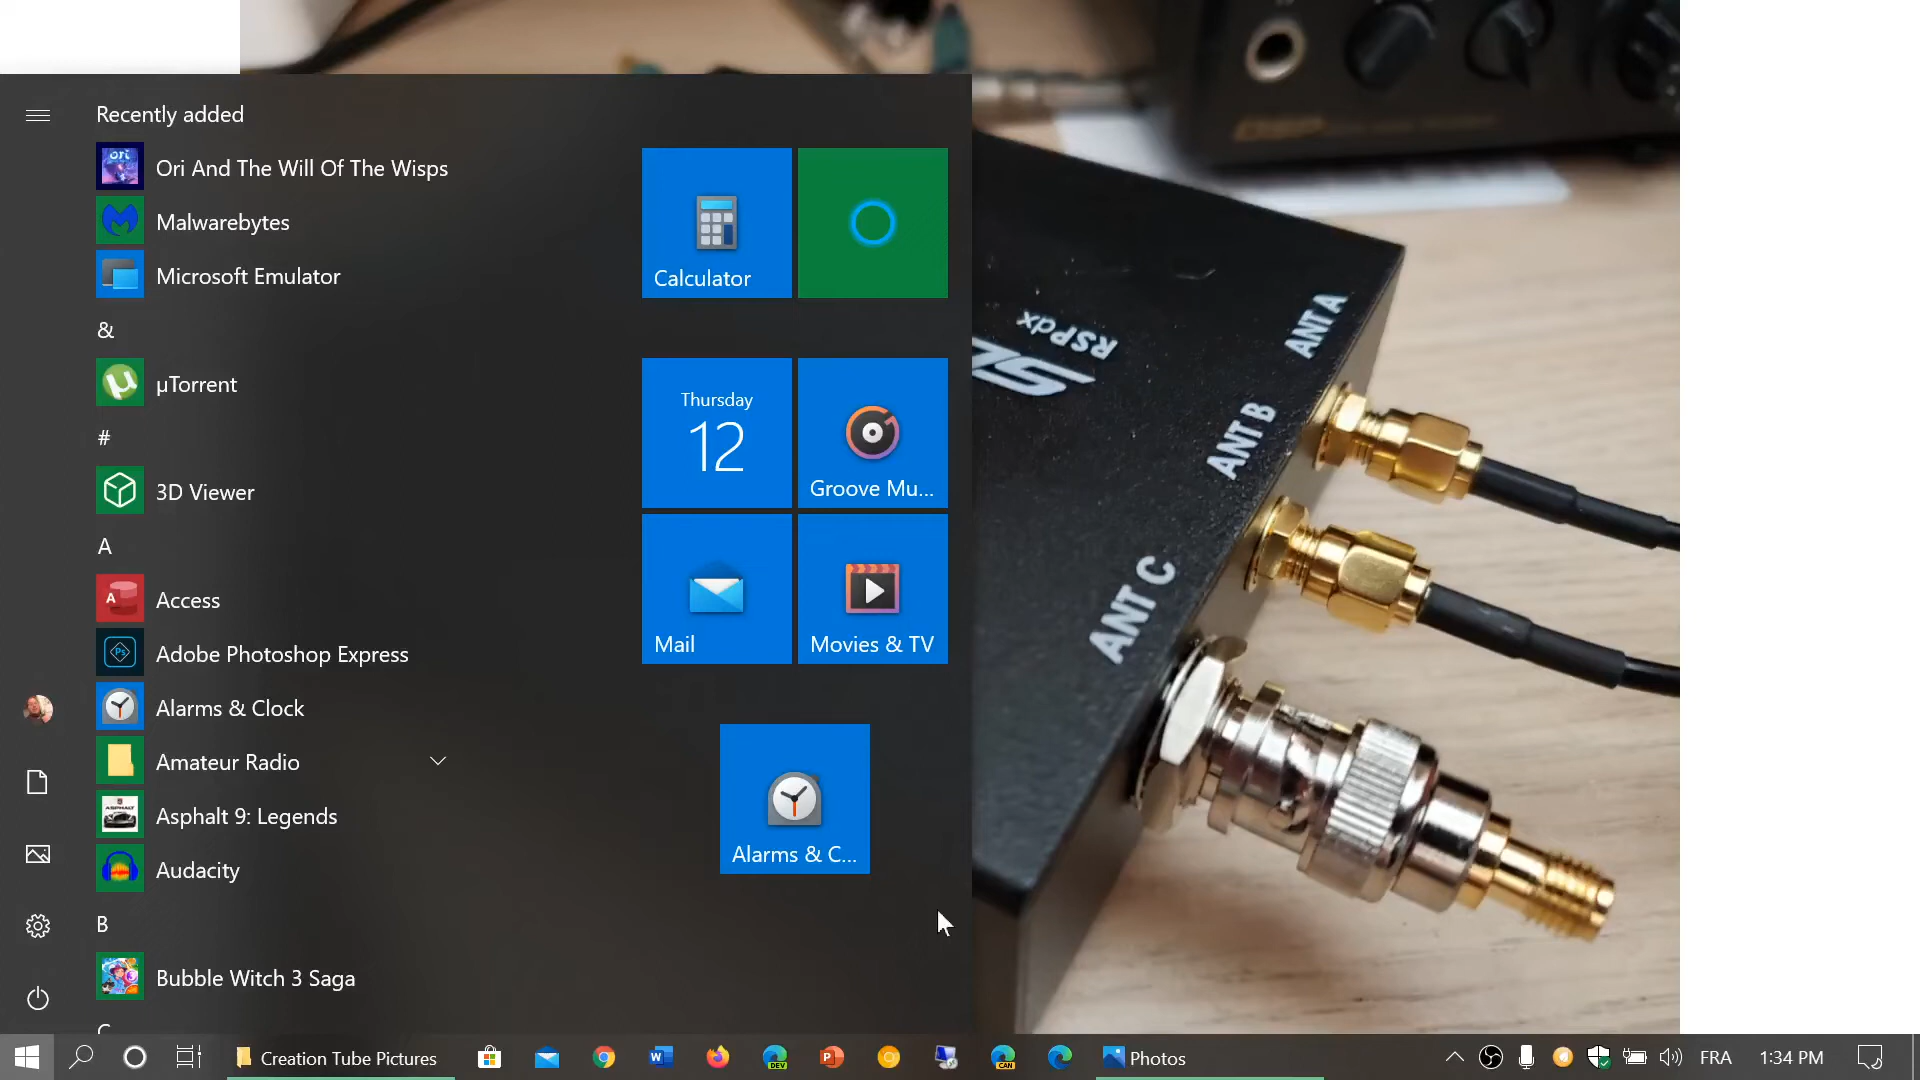 Recently added
Ori And The Will Of The Wisps
Malwarebytes
Microsoft Emulator
&
µTorrent
#
3D Viewer
A
Access
Adobe Photoshop Express
Alarms & Clock
Amateur Radio
Asphalt 9: Legends
Audacity
B
Bubble Witch 3 Saga
C
Calculator
Thursday
12
Groove Mu...
Mail
Movies & TV
Alarms & C...
RSPdx
ANT A
ANT B
ANT C
Creation Tube Pictures
DEV
CAN
Photos
FRA
1:34 PM